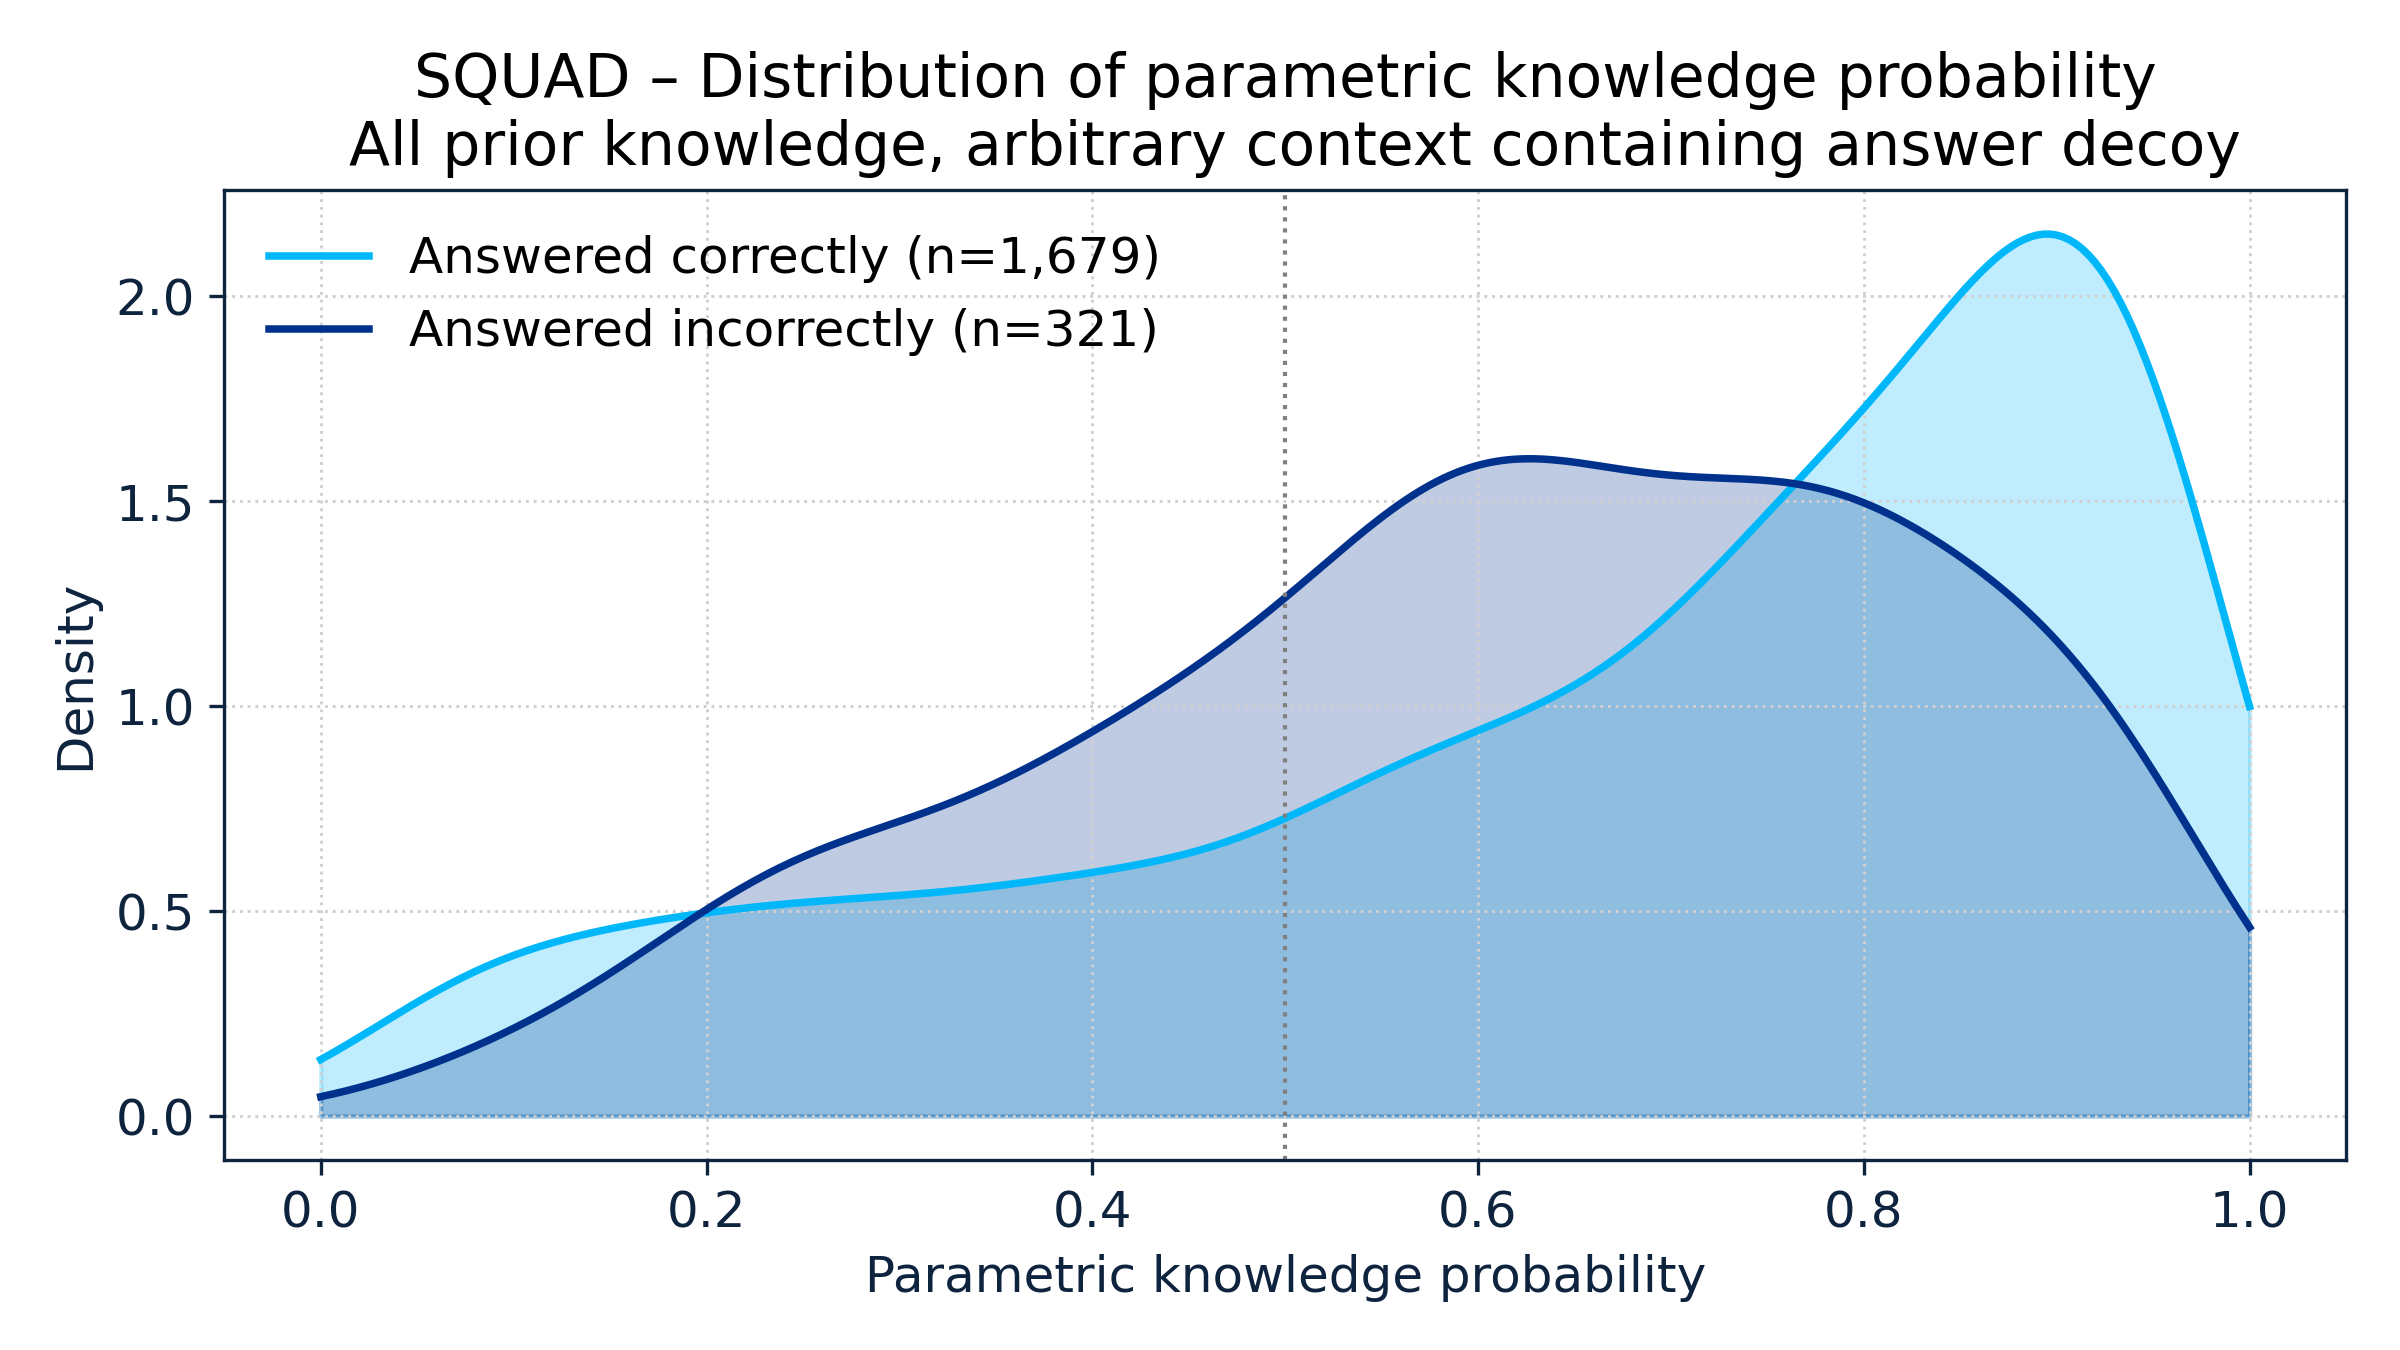 SQUAD – Distribution of parametric knowledge probability
All prior knowledge, arbitrary context containing answer decoy
Answered correctly (n=1,679)
Answered incorrectly (n=321)
2.0
1.5
1.0
0.5
0.0
Density
0.0 0.2 0.4 0.6 0.8 1.0
Parametric knowledge probability